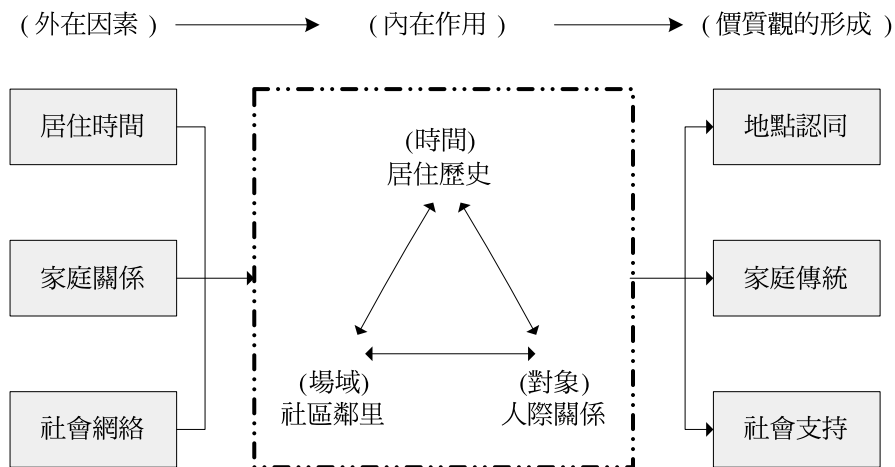 (外在因素)
(內在作用)
(價質觀的形成)
居住時間
(時間)
居住歷史
地點認同
家庭關係
家庭傳統
(場域)
社區鄰里
(對象)
人際關係
社會網絡
社會支持